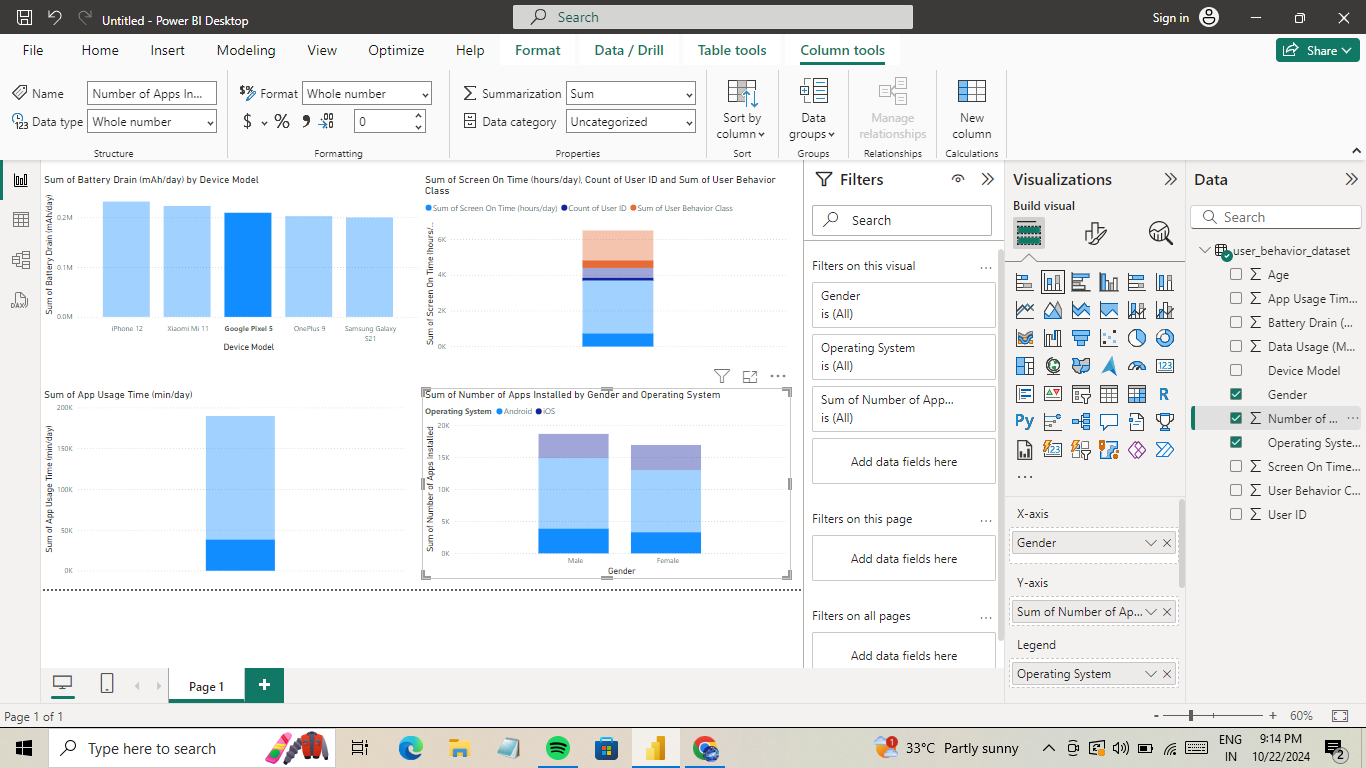 Untitled - Power BI Desktop
Search
Sign in
File Home Insert Modeling View Optimize Help Format Data / Drill Table tools Column tools
Share
Name Number of Apps In...
Format Whole number
Summarization Sum
Data type Whole number
$ % 9 .00 0
Data category Uncategorized
Sort by column
Data groups
Manage relationships
New column
Structure Formatting Properties Sort Groups Relationships Calculations
Sum of Battery Drain (mAh/day) by Device Model
Sum of Battery Drain (mAh/day)
0.2M
0.1M
0.0M
iPhone 12 Xiaomi Mi 11 Google Pixel 5 OnePlus 9 Samsung Galaxy S21
Device Model
Sum of Screen On Time (hours/day), Count of User ID and Sum of User Behavior
Class
Sum of Screen On Time (hours/day) Count of User ID Sum of User Behavior Class
Sum of Screen On Time (hours/...
6K
4K
2K
0K
Sum of App Usage Time (min/day)
Sum of App Usage Time (min/day)
200K
150K
100K
50K
0K
Sum of Number of Apps Installed by Gender and Operating System
Operating System Android iOS
Sum of Number of Apps Installed
20K
15K
10K
5K
0K
Male Female
Gender
Filters
Search
Filters on this visual ...
Gender
is (All)
Operating System
is (All)
Sum of Number of App...
is (All)
Add data fields here
Filters on this page ...
Add data fields here
Filters on all pages ...
Add data fields here
Visualizations
Build visual
123
R
Py
123
...
X-axis
Gender
Y-axis
Sum of Number of Ap...
Legend
Operating System
Data
Search
user_behavior_dataset
Age
App Usage Tim...
Battery Drain (...
Data Usage (M...
Device Model
Gender
Number of ... ...
Operating Syste...
Screen On Time...
User Behavior C...
User ID
Page 1
+
Page 1 of 1
- + 60%
Type here to search
1
33°C Partly sunny
ENG
IN
9:14 PM
10/22/2024
2